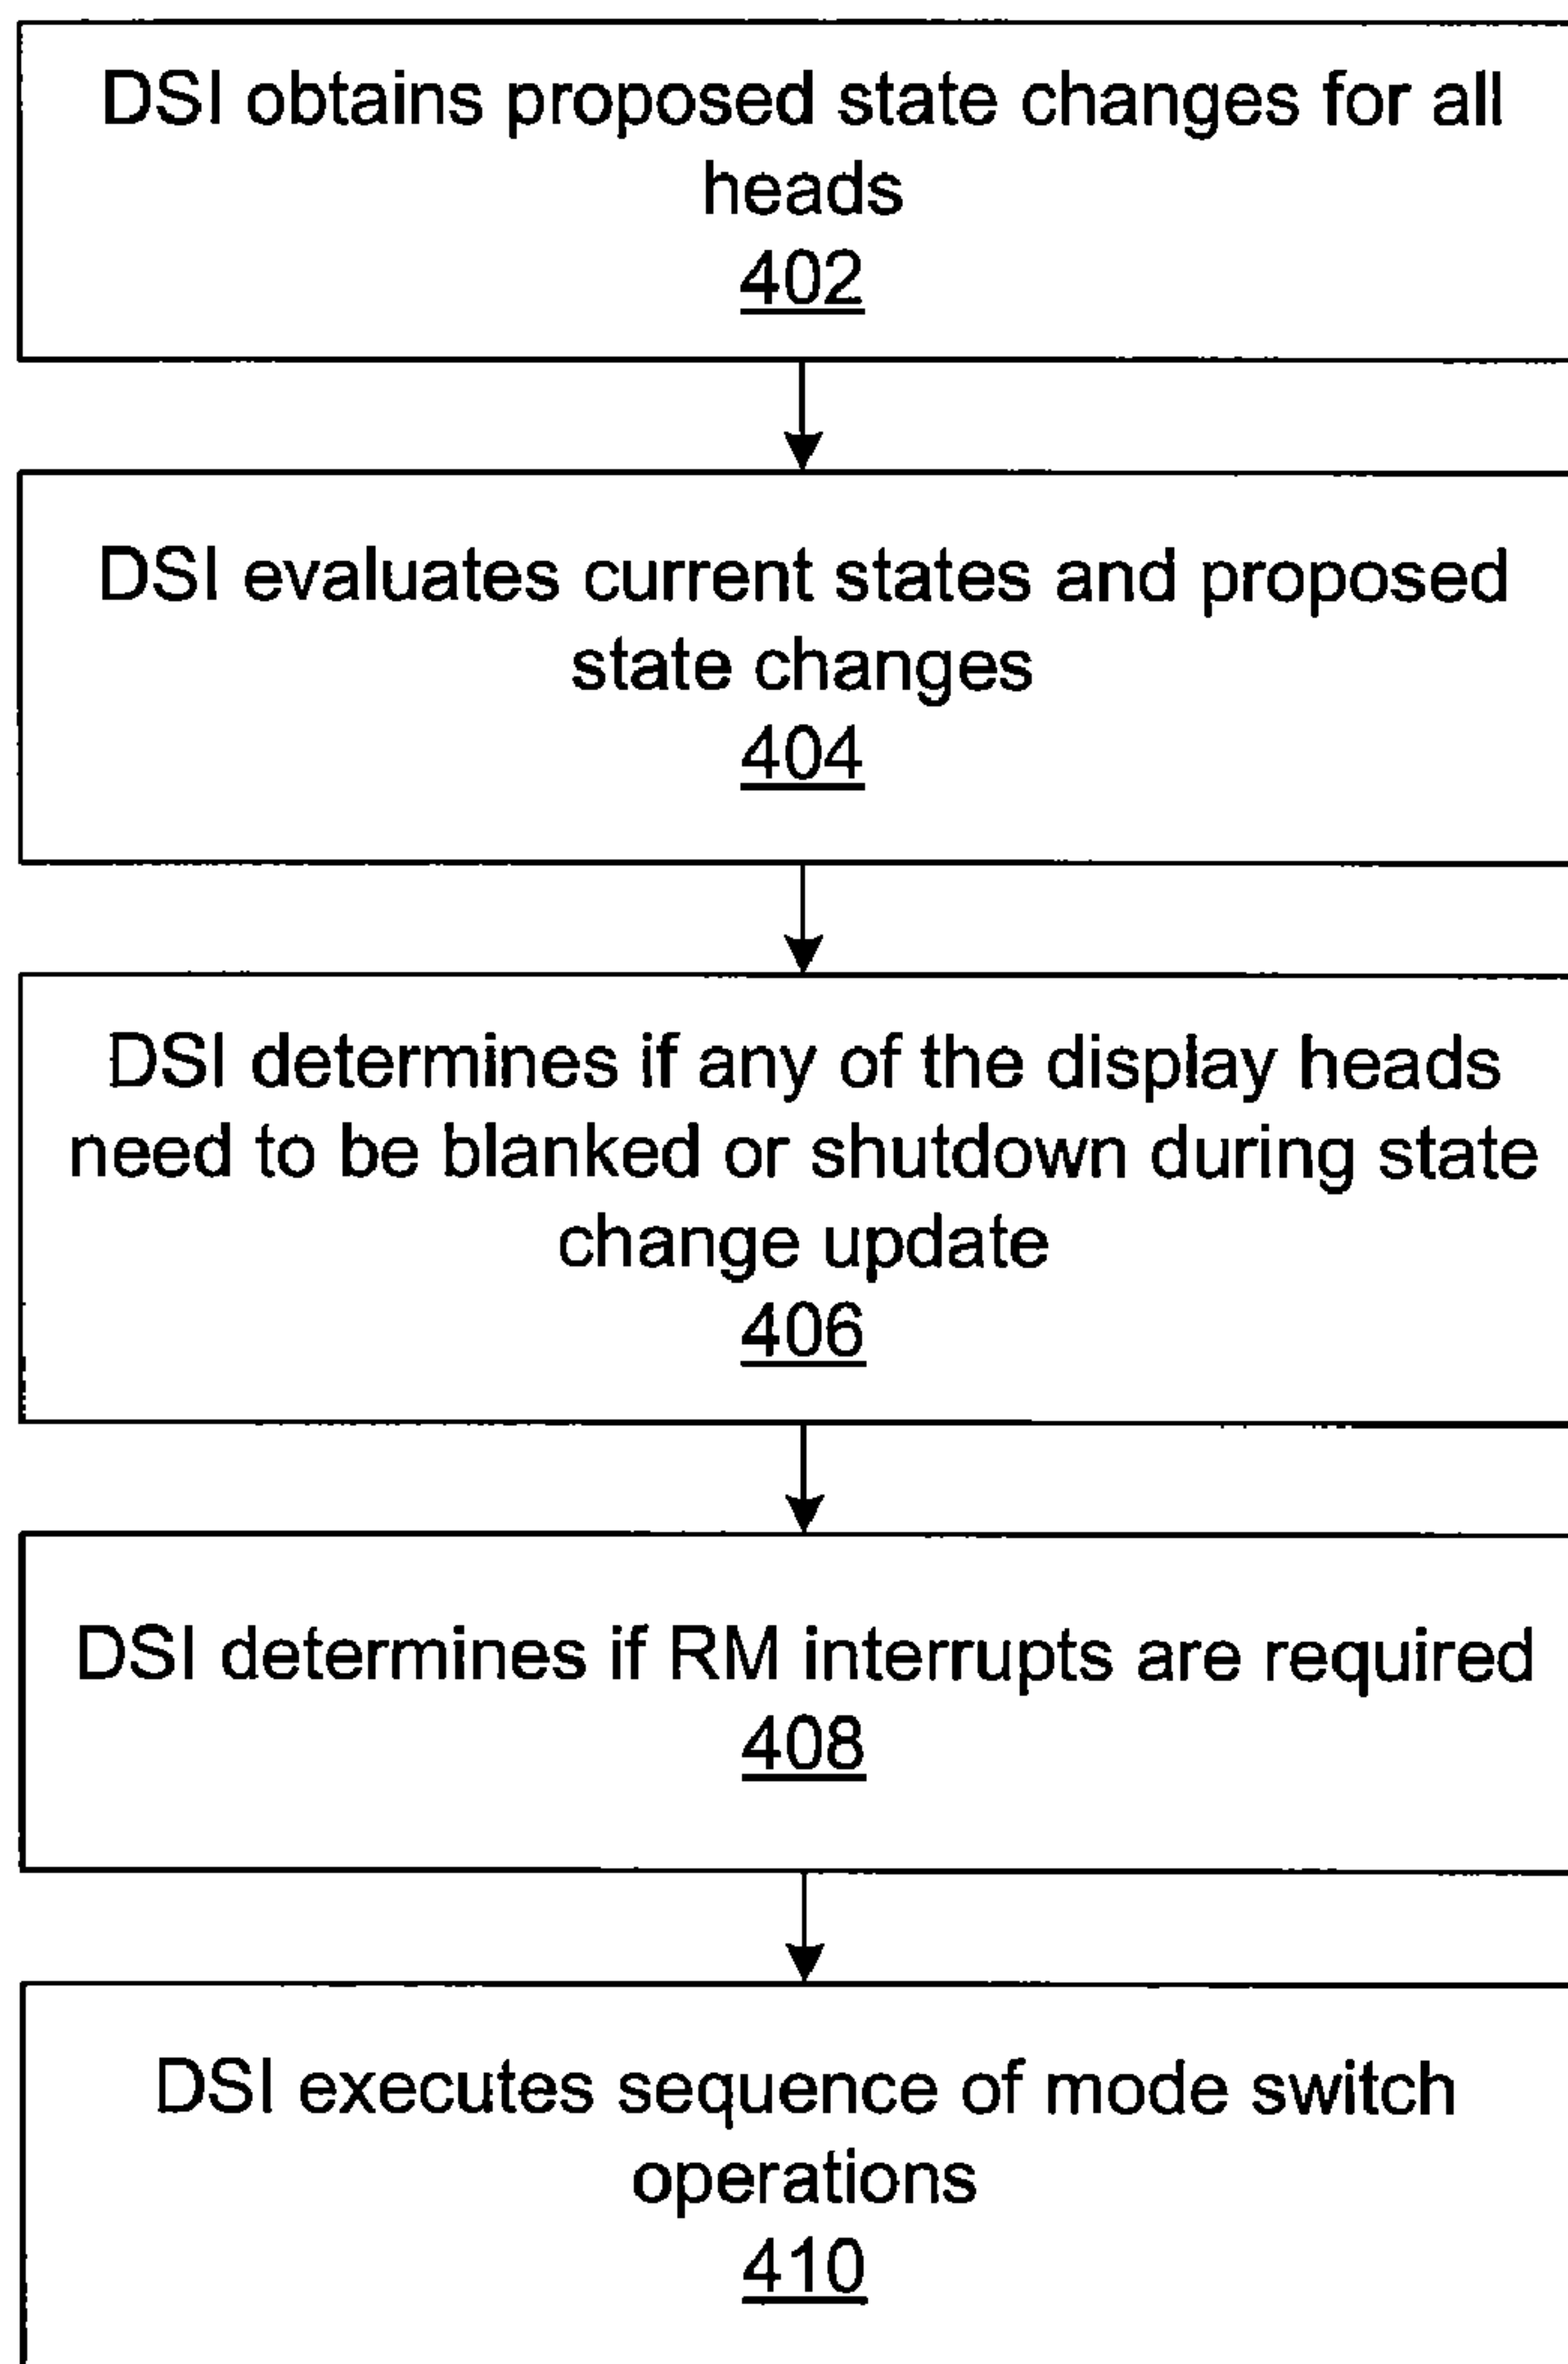 DSI obtains proposed state changes for all
heads
402
DSI evaluates current states and proposed
state changes
404
DSI determines if any of the display heads
need to be blanked or shutdown during state
change update
406
DSI determines if RM interrupts are required
408
DSI executes sequence of mode switch
operations
410